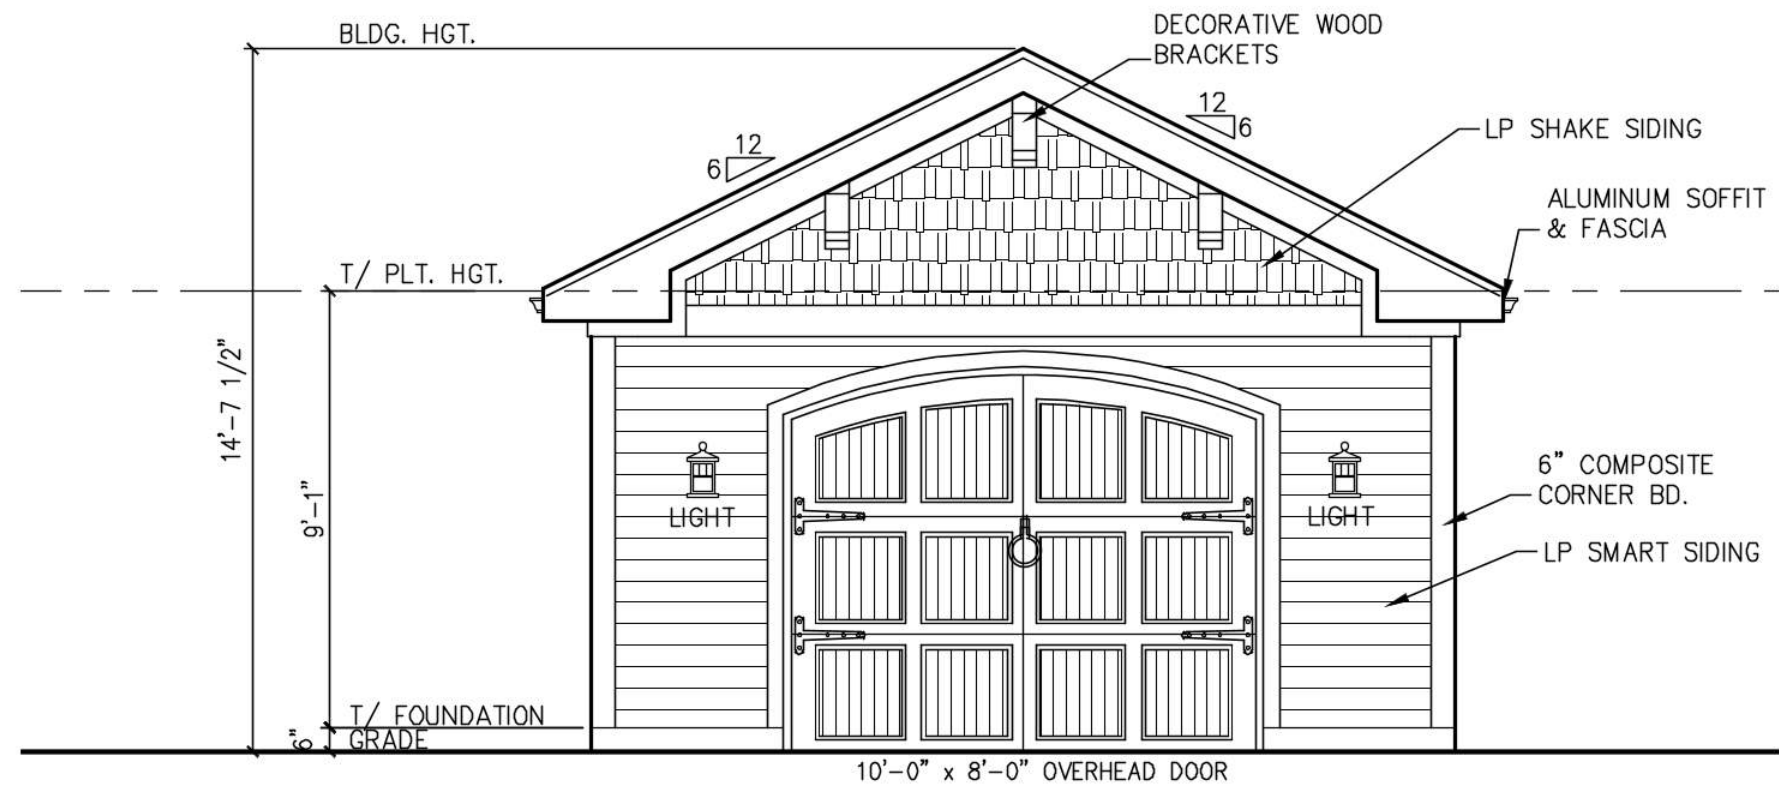 BLDG. HGT.
DECORATIVE WOOD
BRACKETS
12
6
12
6
LP SHAKE SIDING
ALUMINUM SOFFIT
& FASCIA
T/ PLT. HGT.
14'-7 1/2"
9'-1"
LIGHT
LIGHT
6" COMPOSITE
CORNER BD.
LP SMART SIDING
T/ FOUNDATION
6"
GRADE
10'-0" x 8'-0" OVERHEAD DOOR